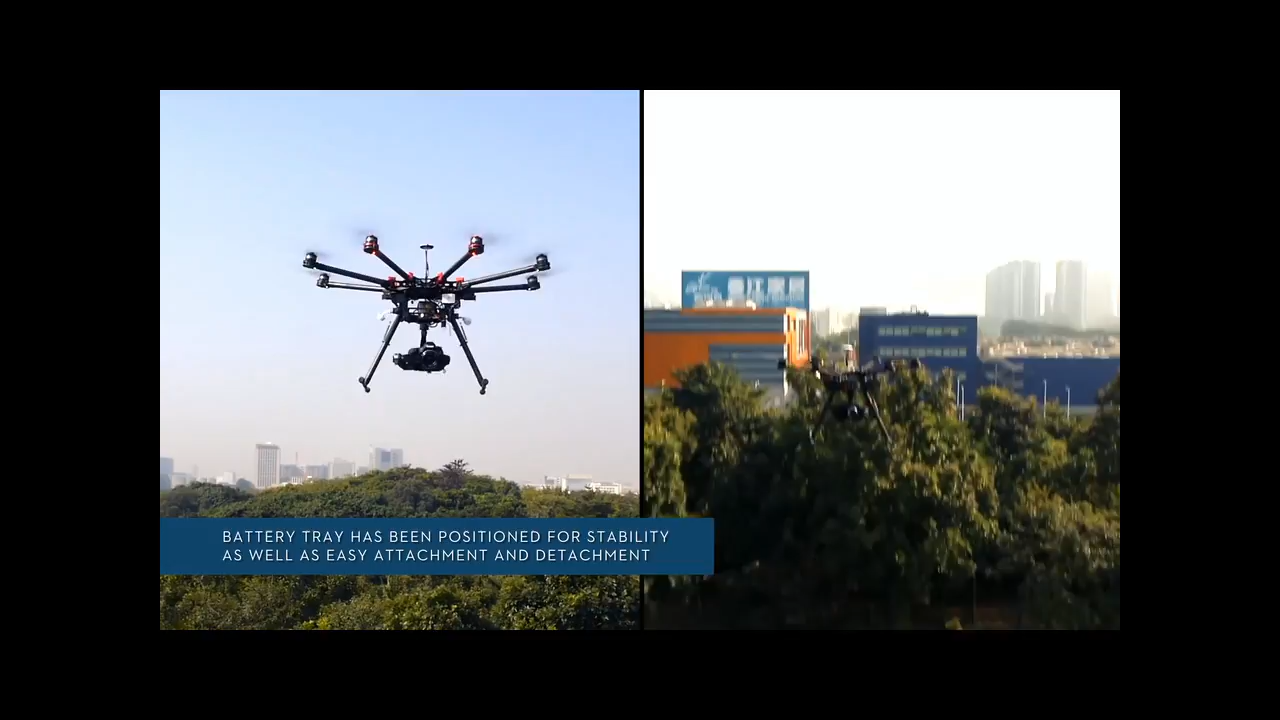 BATTERY TRAY HAS BEEN POSITIONED FOR STABILITY
AS WELL AS EASY ATTACHMENT AND DETACHMENT